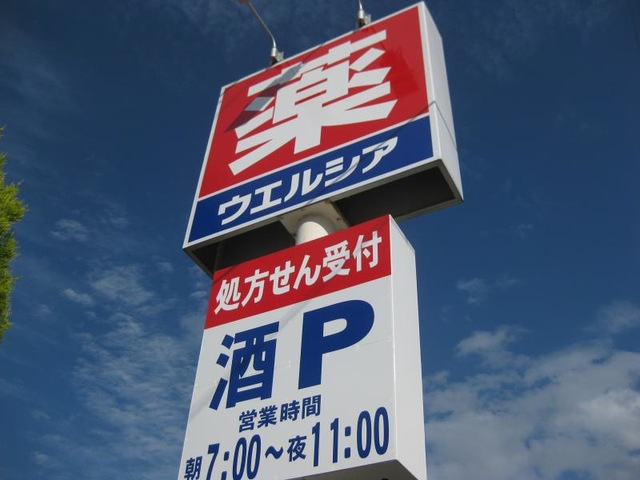 薬
ウエルシア
処方せん受付
酒 P
営業時間
朝7:00～夜11:00